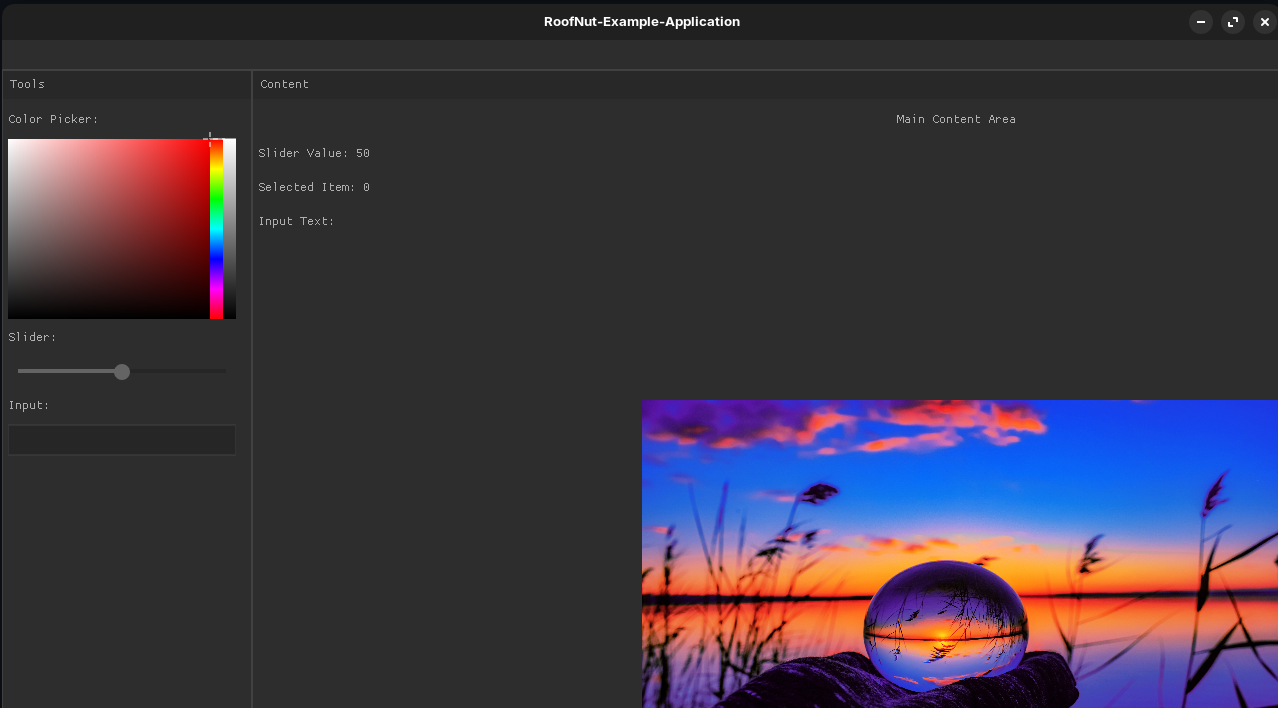 RoofNut-Example-Application
Tools
Color Picker:
Slider:
Input:
Content
Main Content Area
Slider Value: 50
Selected Item: 0
Input Text: